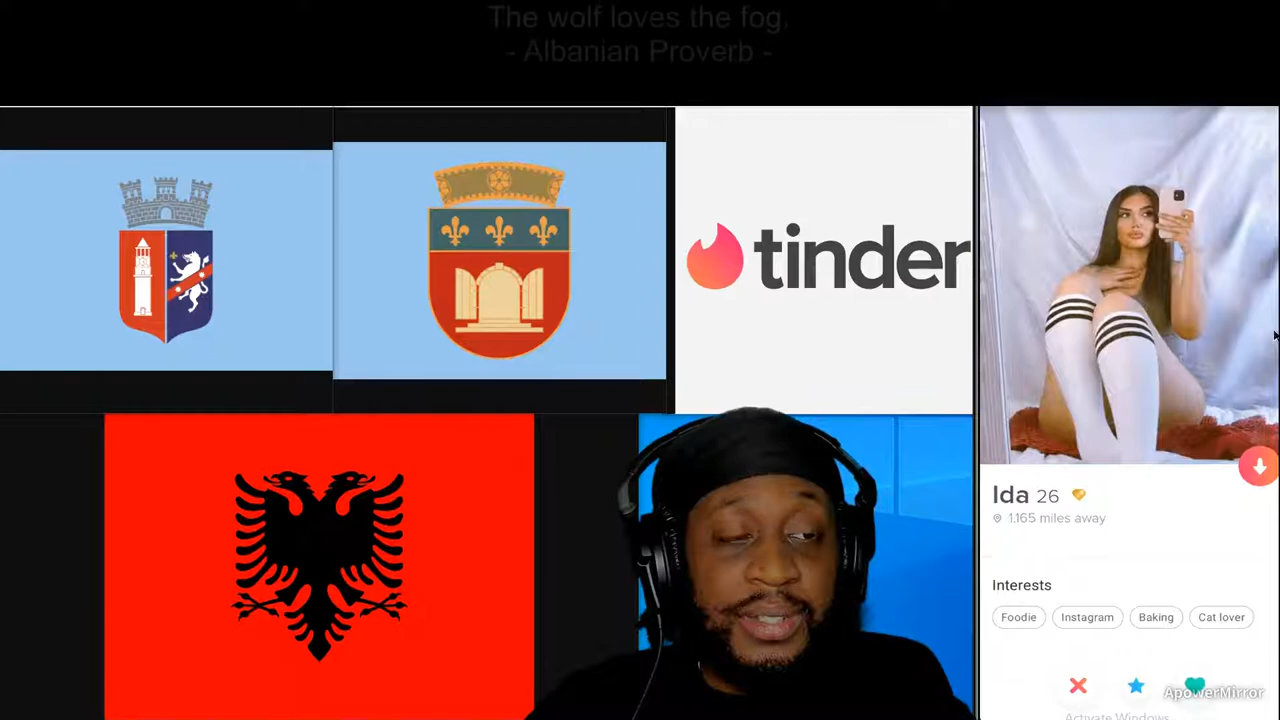 The wolf loves the fog.
- Albanian Proverb -
tinder
Ida 26
1,165 miles away
Interests
Foodie
Instagram
Baking
Cat lover
ApowerMirror
Activate Windows